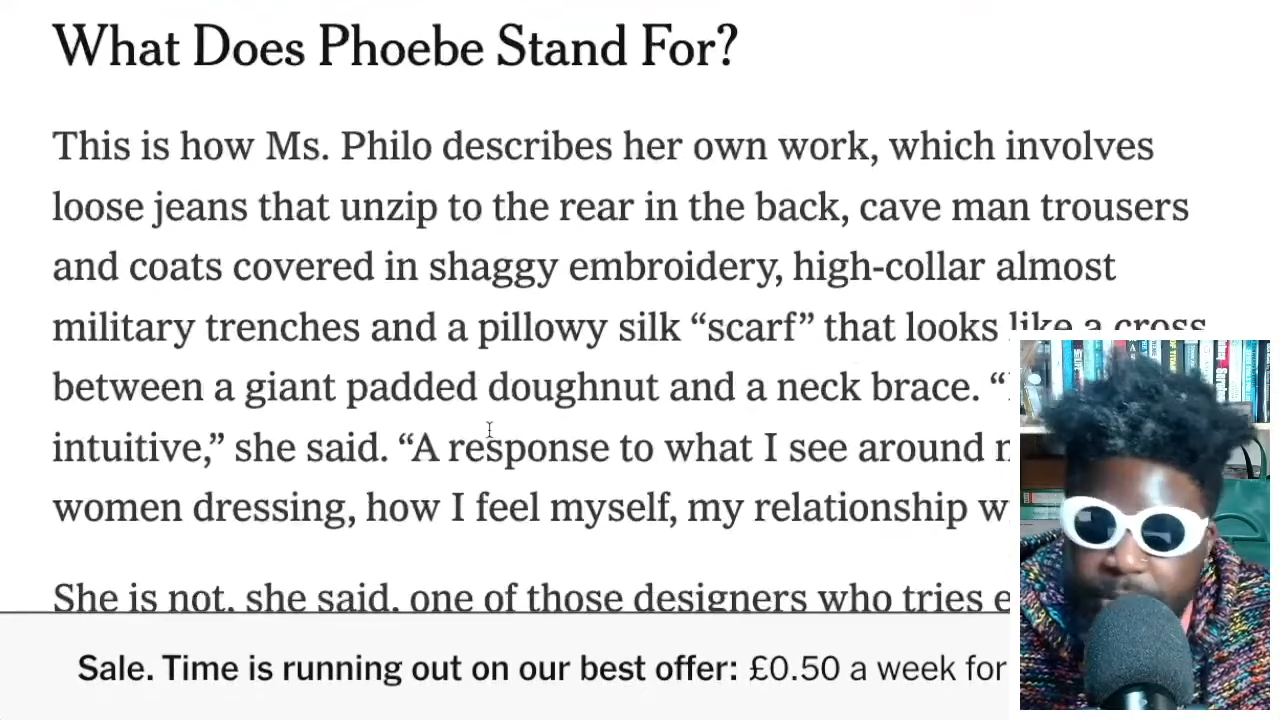 What Does Phoebe Stand For?
This is how Ms. Philo describes her own work, which involves
loose jeans that unzip to the rear in the back, cave man trousers
and coats covered in shaggy embroidery, high-collar almost
military trenches and a pillowy silk “scarf” that looks like a cross
between a giant padded doughnut and a neck brace. “
intuitive,” she said. “A response to what I see around
women dressing, how I feel myself, my relationship
She is not, she said, one of those designers who tries
Sale. Time is running out on our best offer: £0.50 a week for